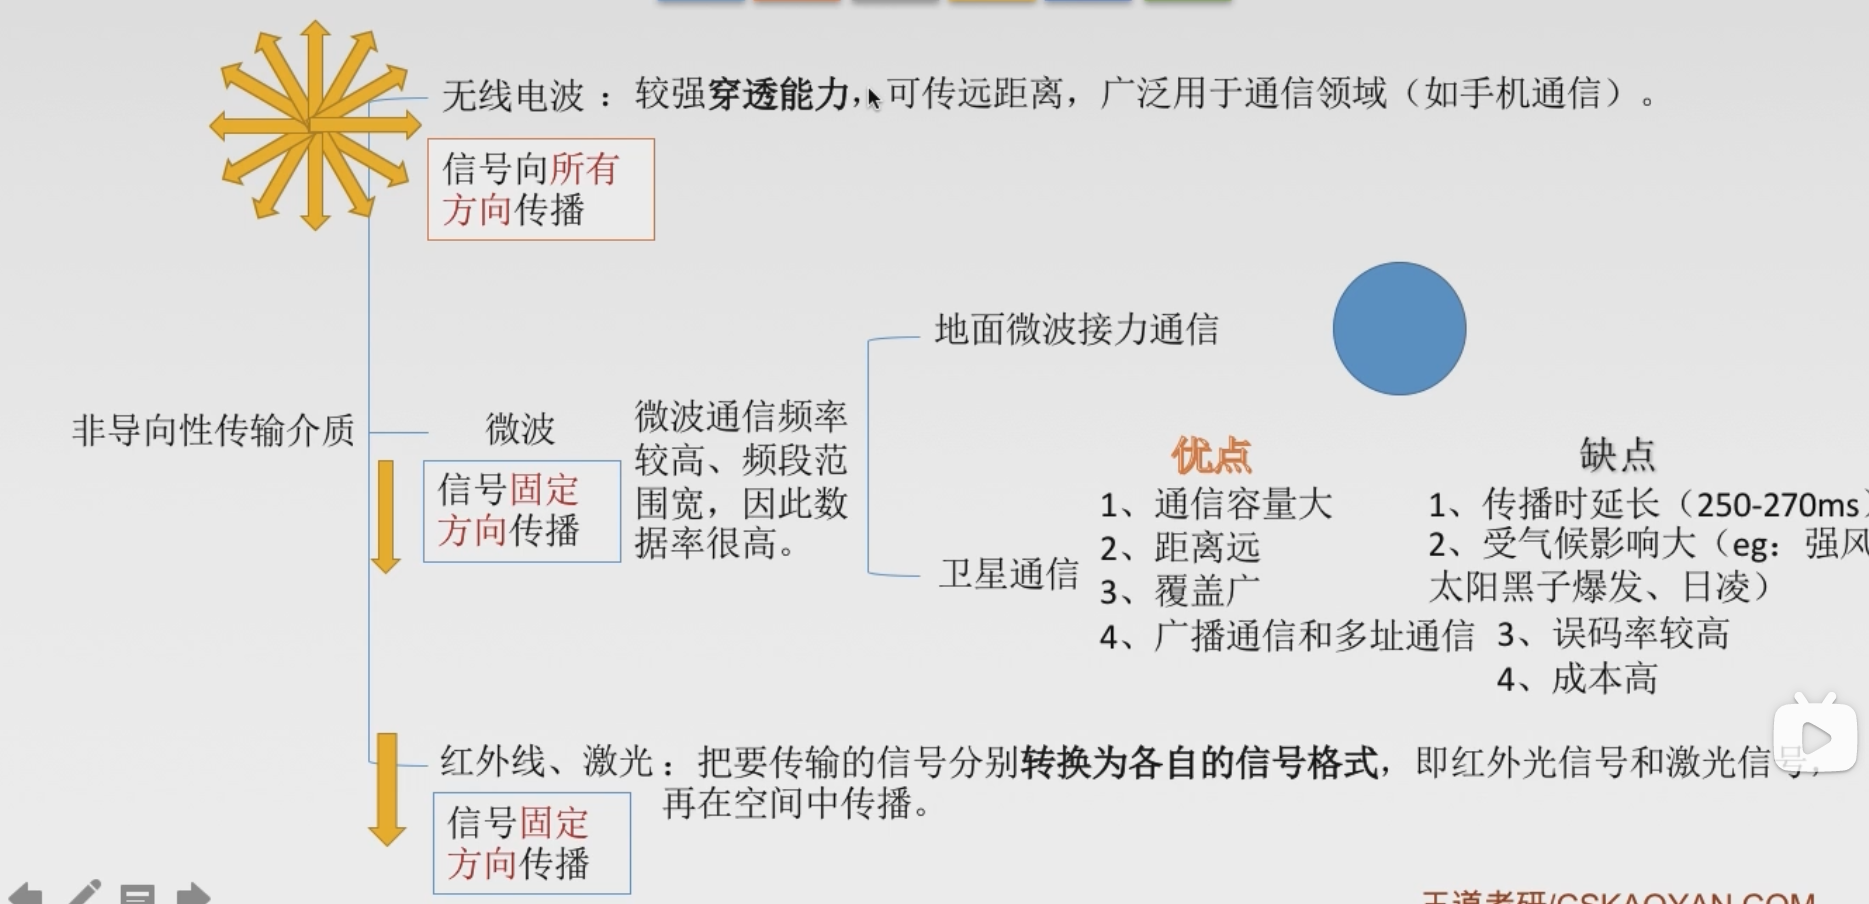 无线电波：较强穿透能力，可传远距离，广泛用于通信领域（如手机通信）。
信号向所有
方向传播
地面微波接力通信
非导向性传输介质
微波
信号固定
方向传播
微波通信频率
较高、频段范
围宽，因此数
据率很高。
卫星通信
优点
1、通信容量大
2、距离远
3、覆盖广
4、广播通信和多址通信
缺点
1、传播时延长（250-270ms）
2、受气候影响大（eg：强风
太阳黑子爆发、日凌）
3、误码率较高
4、成本高
红外线、激光：把要传输的信号分别转换为各自的信号格式，即红外光信号和激光信号，
再在空间中传播。
信号固定
方向传播
王道考研/CSKAOYAN.COM